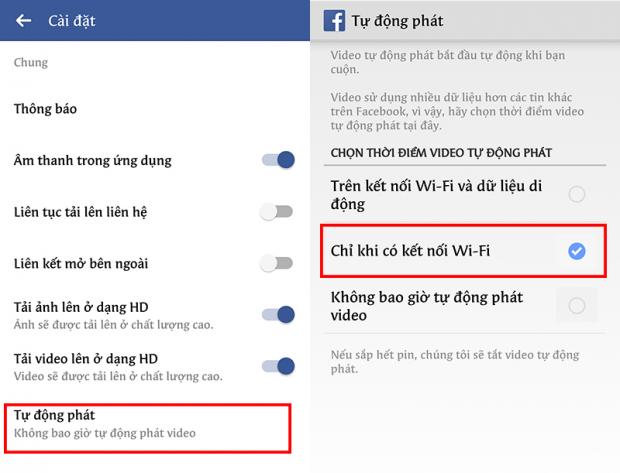 Cài đặt
Chung
Thông báo
Âm thanh trong ứng dụng
Liên tục tải lên liên hệ
Liên kết mở bên ngoài
Tải ảnh lên ở dạng HD
Ảnh sẽ được tải lên ở chất lượng cao.
Tải video lên ở dạng HD
Video sẽ được tải lên ở chất lượng cao.
Tự động phát
Không bao giờ tự động phát video
Tự động phát
Video tự động phát bắt đầu tự động khi bạn
cuộn.
Video sử dụng nhiều dữ liệu hơn các tin khác
trên Facebook, vì vậy, hãy chọn thời điểm video
tự động phát tại đây.
CHỌN THỜI ĐIỂM VIDEO TỰ ĐỘNG PHÁT
Trên kết nối Wi-Fi và dữ liệu di
động
Chỉ khi có kết nối Wi-Fi
Không bao giờ tự động phát
video
Nếu sắp hết pin, chúng tôi sẽ tắt video tự động
phát.